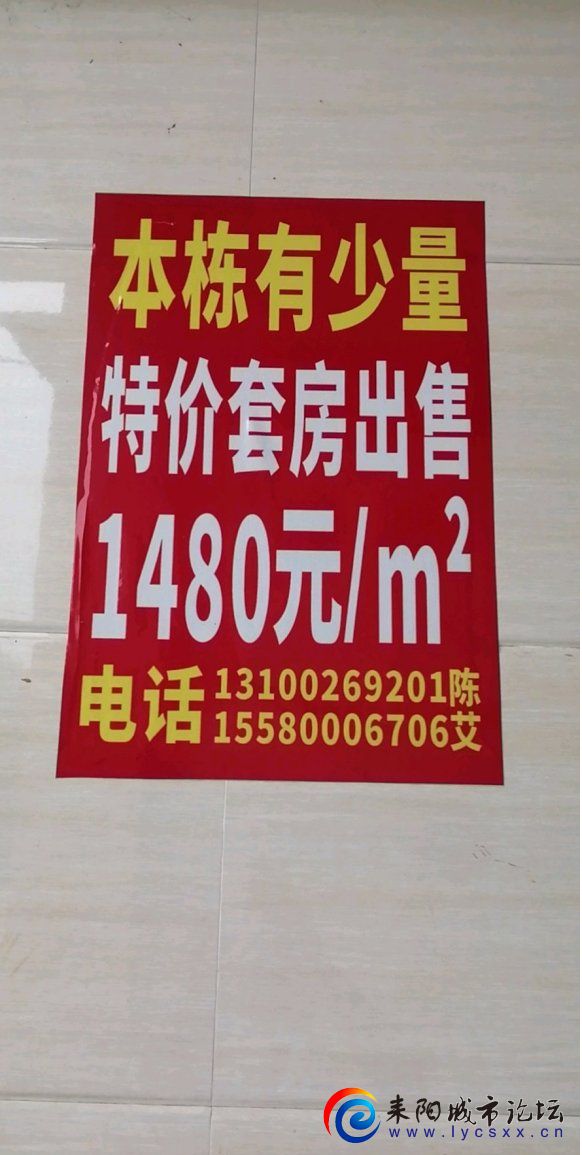 本栋有少量
特价套房出售
1480元/m²
电话
13100269201陈
15580006706艾
耒阳城市论坛
www.lycsxx.cn